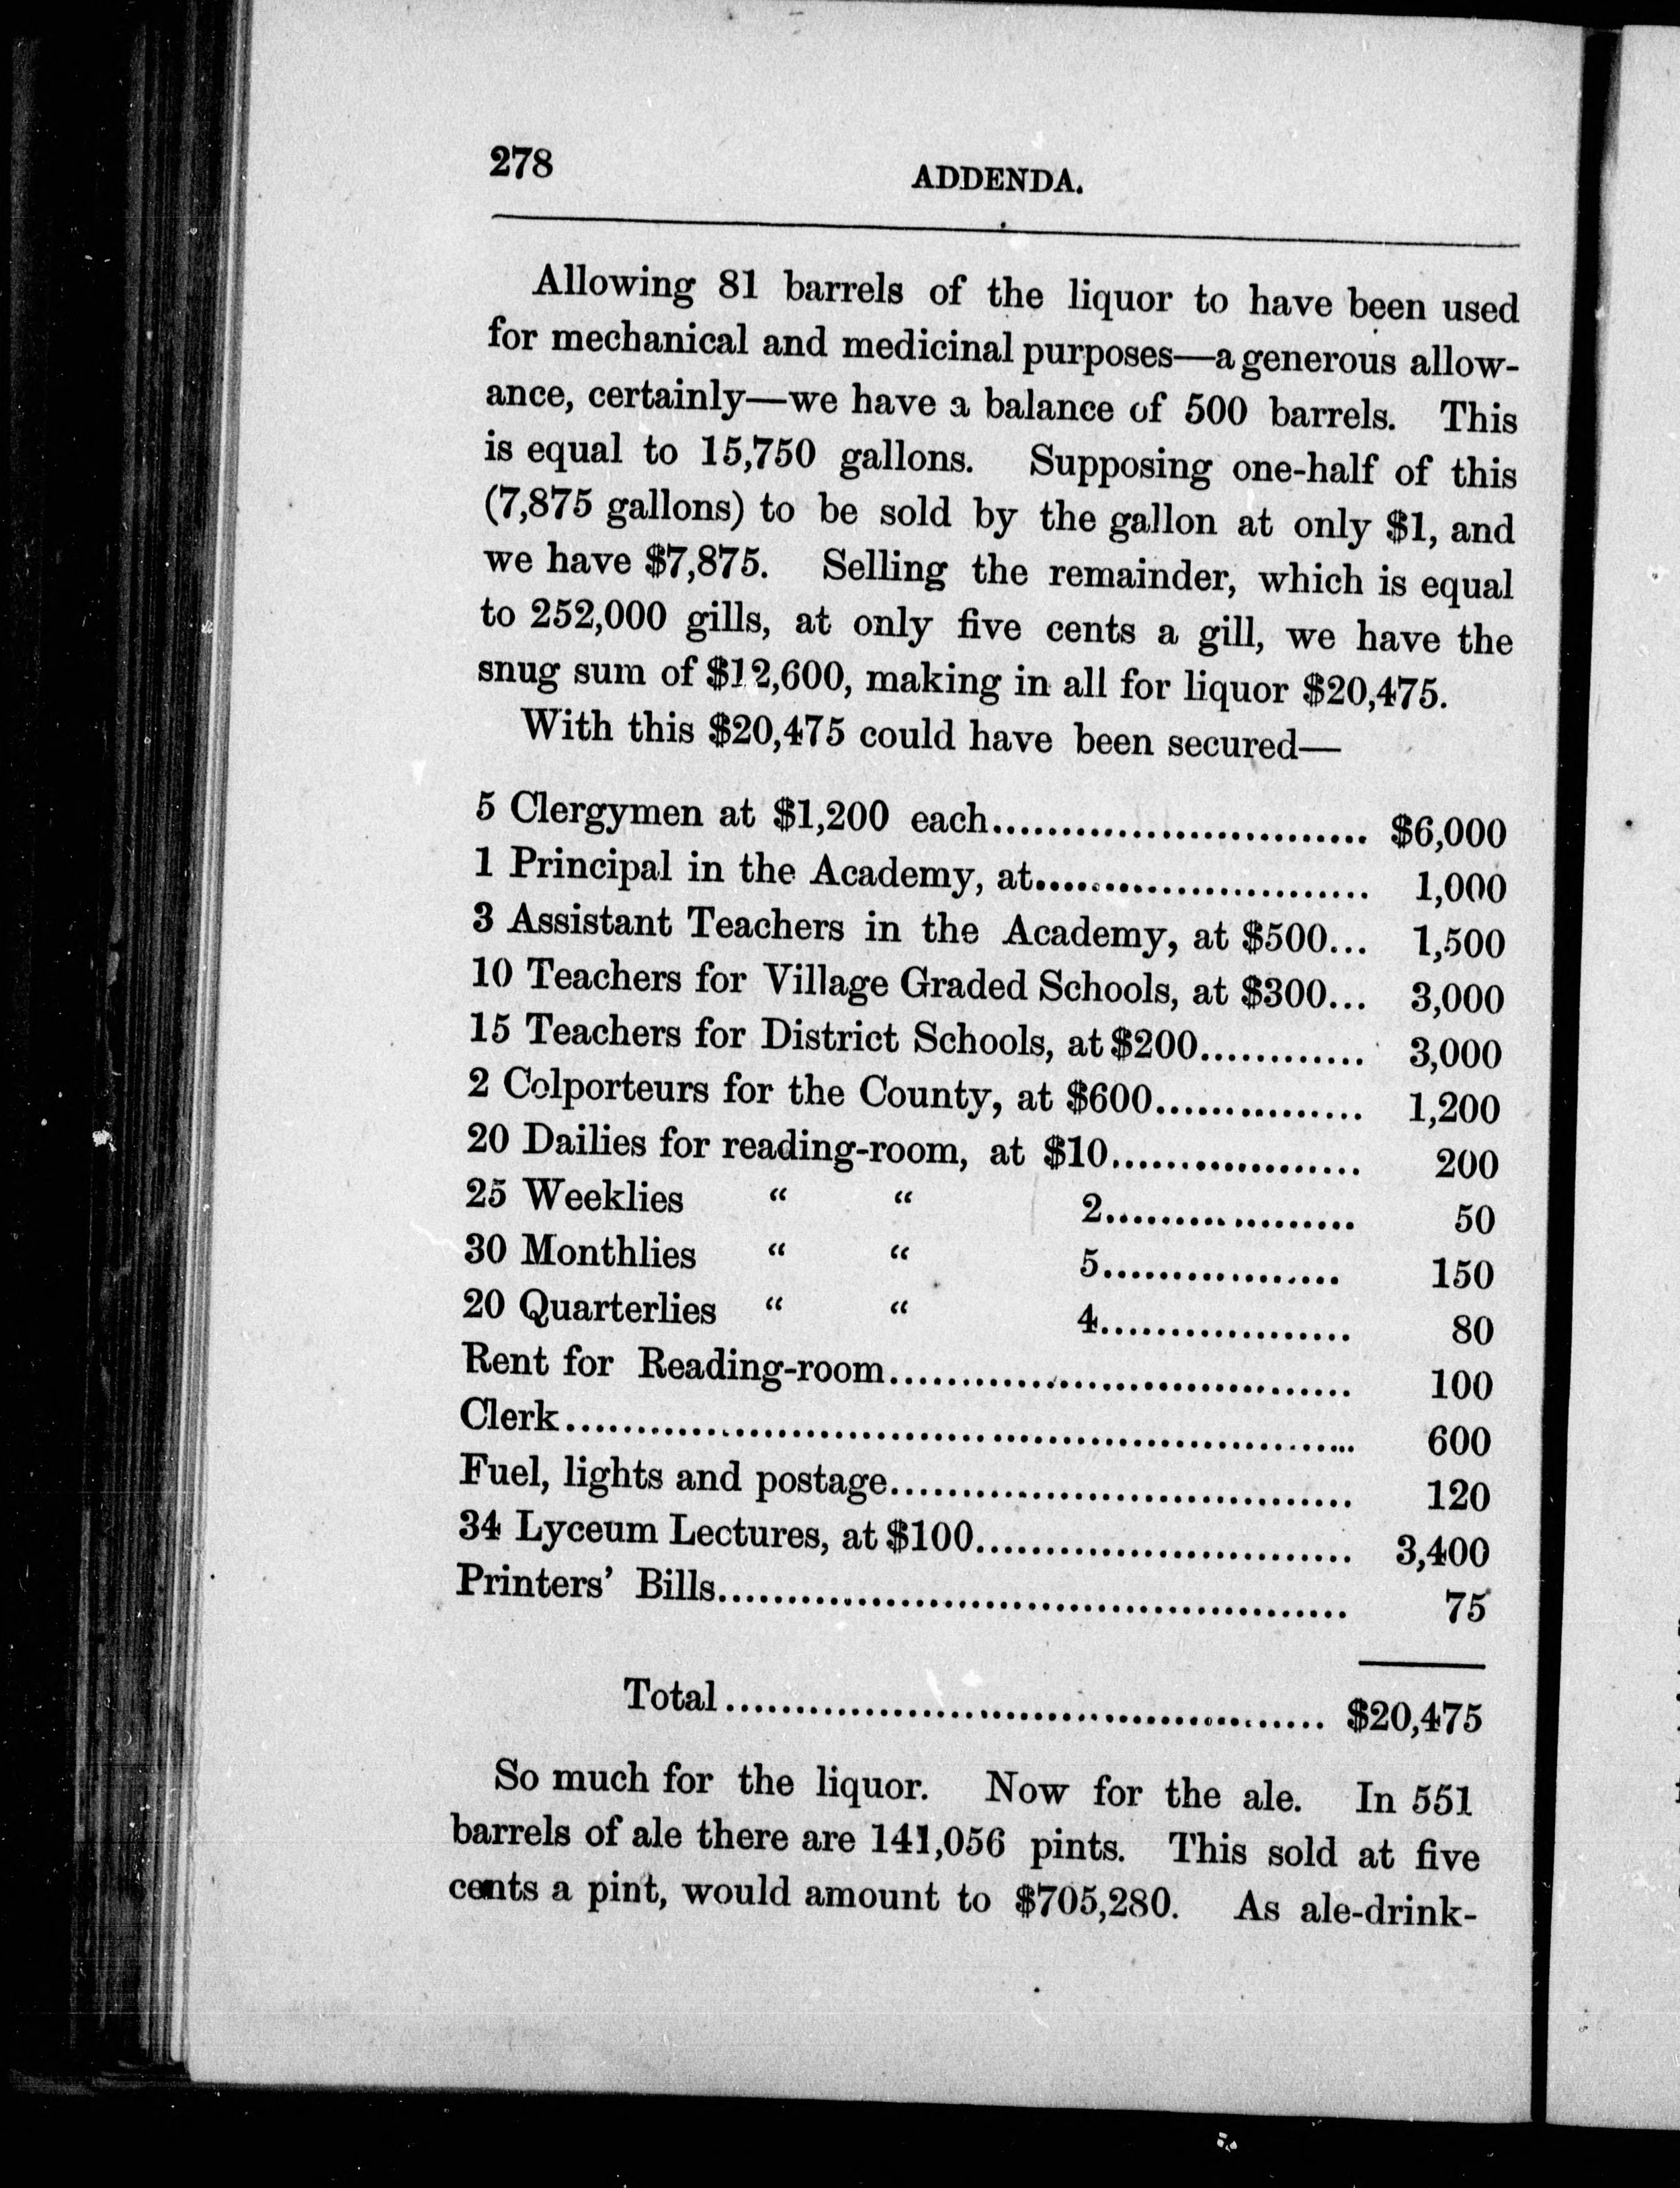 278
ADDENDA.
Allowing 81 barrels of the liquor to have been used
for mechanical and medicinal purposes—a generous allow-
ance, certainly—we have a balance of 500 barrels. This
is equal to 15,750 gallons. Supposing one-half of this
(7,875 gallons) to be sold by the gallon at only $1, and
we have $7,875. Selling the remainder, which is equal
to 252,000 gills, at only five cents a gill, we have the
snug sum of $12,600, making in all for liquor $20,475.
With this $20,475 could have been secured—
5 Clergymen at $1,200 each........................... $6,000
1 Principal in the Academy, at........................ 1,000
3 Assistant Teachers in the Academy, at $500... 1,500
10 Teachers for Village Graded Schools, at $300... 3,000
15 Teachers for District Schools, at $200............ 3,000
2 Colporteurs for the County, at $600............... 1,200
20 Dailies for reading-room, at $10.................. 200
25 Weeklies “ “ 2.................. 50
30 Monthlies “ “ 5................. 150
20 Quarterlies “ “ 4.................. 80
Rent for Reading-room................................. 100
Clerk........................................................ 600
Fuel, lights and postage................................. 120
34 Lyceum Lectures, at $100........................... 3,400
Printers’ Bills............................................. 75
Total........................................... $20,475
So much for the liquor. Now for the ale. In 551
barrels of ale there are 141,056 pints. This sold at five
cents a pint, would amount to $705,280. As ale-drink-